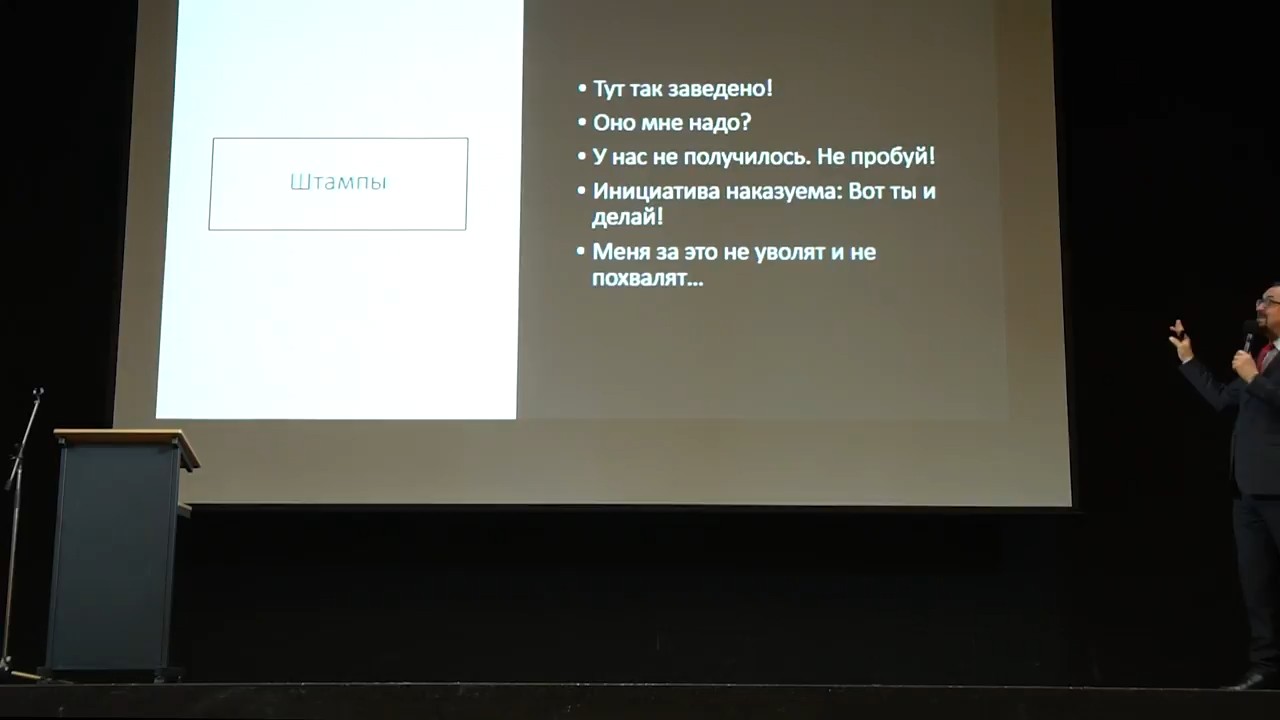 Штампы
• Тут так заведено!
• Оно мне надо?
• У нас не получилось. Не пробуй!
• Инициатива наказуема: Вот ты и
делай!
• Меня за это не уволят и не
похвалят...